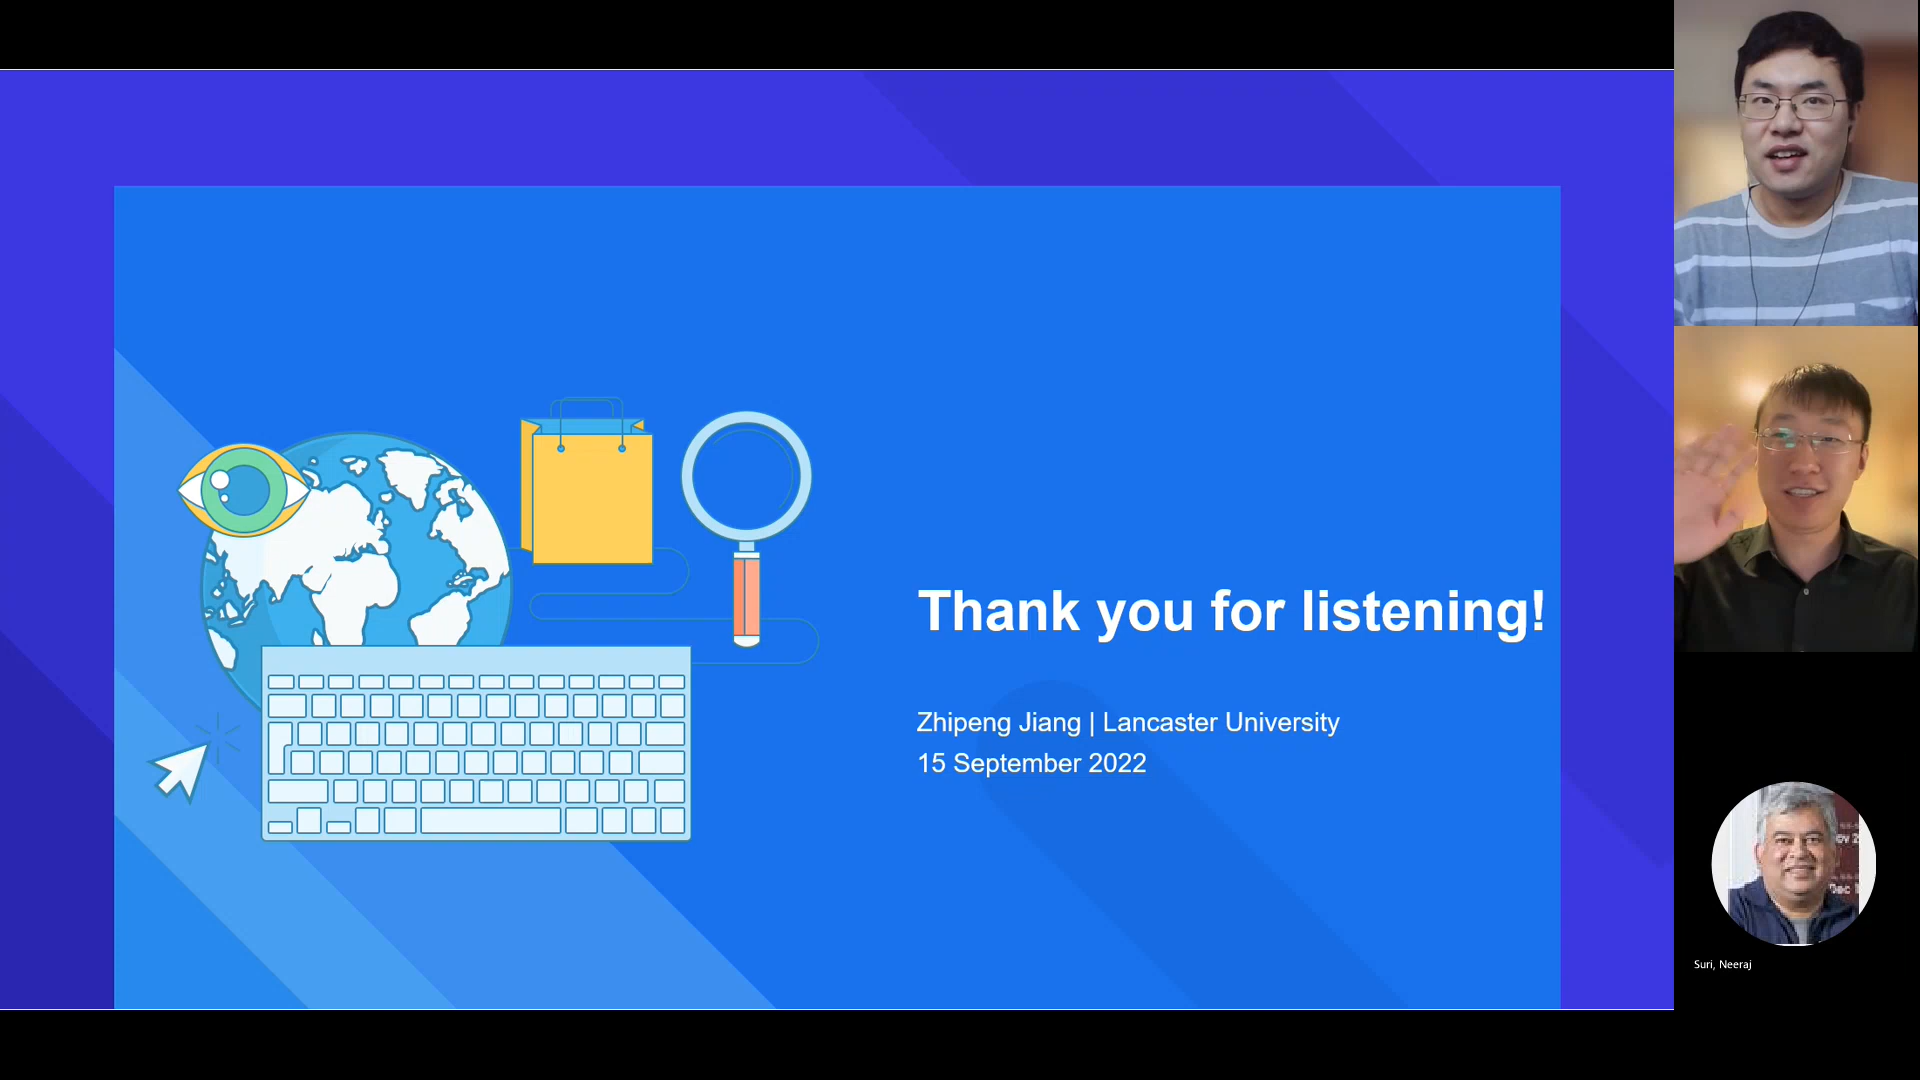 Thank you for listening!
Zhipeng Jiang | Lancaster University
15 September 2022
Suri, Neeraj